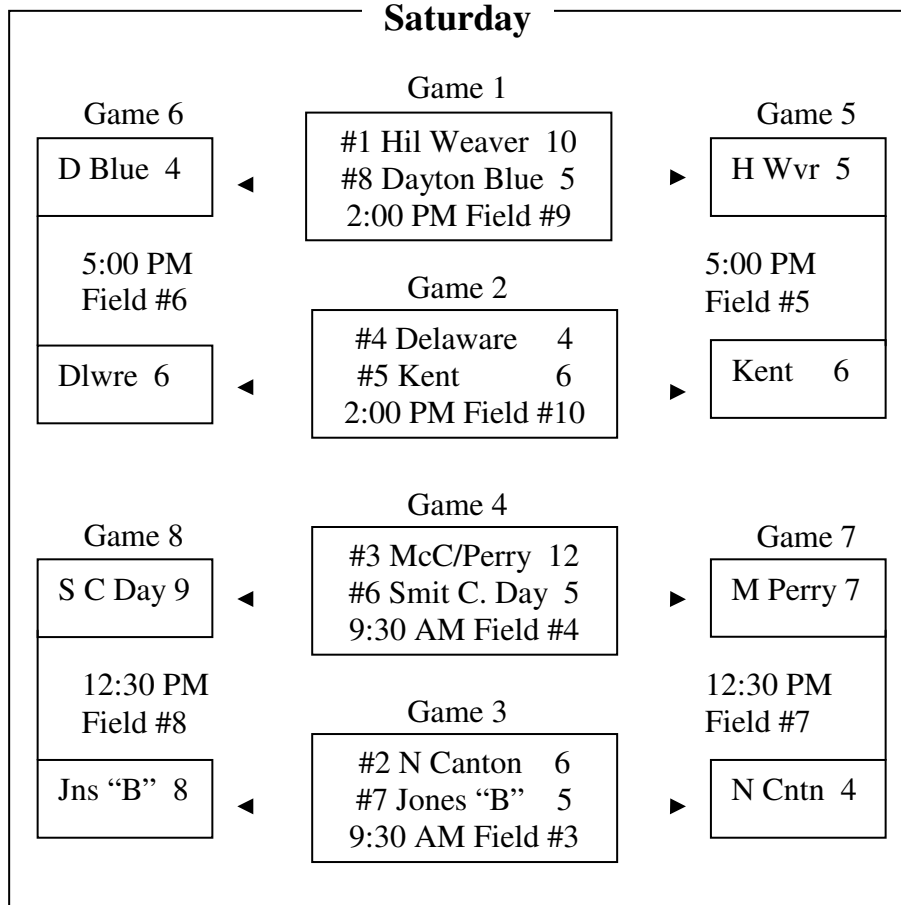 Saturday
Game 1
Game 6
Game 5
#1 Hil Weaver 10
#8 Dayton Blue 5
2:00 PM Field #9
D Blue 4
H Wvr 5
5:00 PM
Field #6
5:00 PM
Field #5
Game 2
#4 Delaware 4
#5 Kent 6
2:00 PM Field #10
Dlwre 6
Kent 6
Game 4
Game 8
Game 7
#3 McC/Perry 12
#6 Smit C. Day 5
9:30 AM Field #4
S C Day 9
M Perry 7
12:30 PM
Field #8
12:30 PM
Field #7
Game 3
#2 N Canton 6
#7 Jones “B” 5
9:30 AM Field #3
Jns “B” 8
N Cntn 4